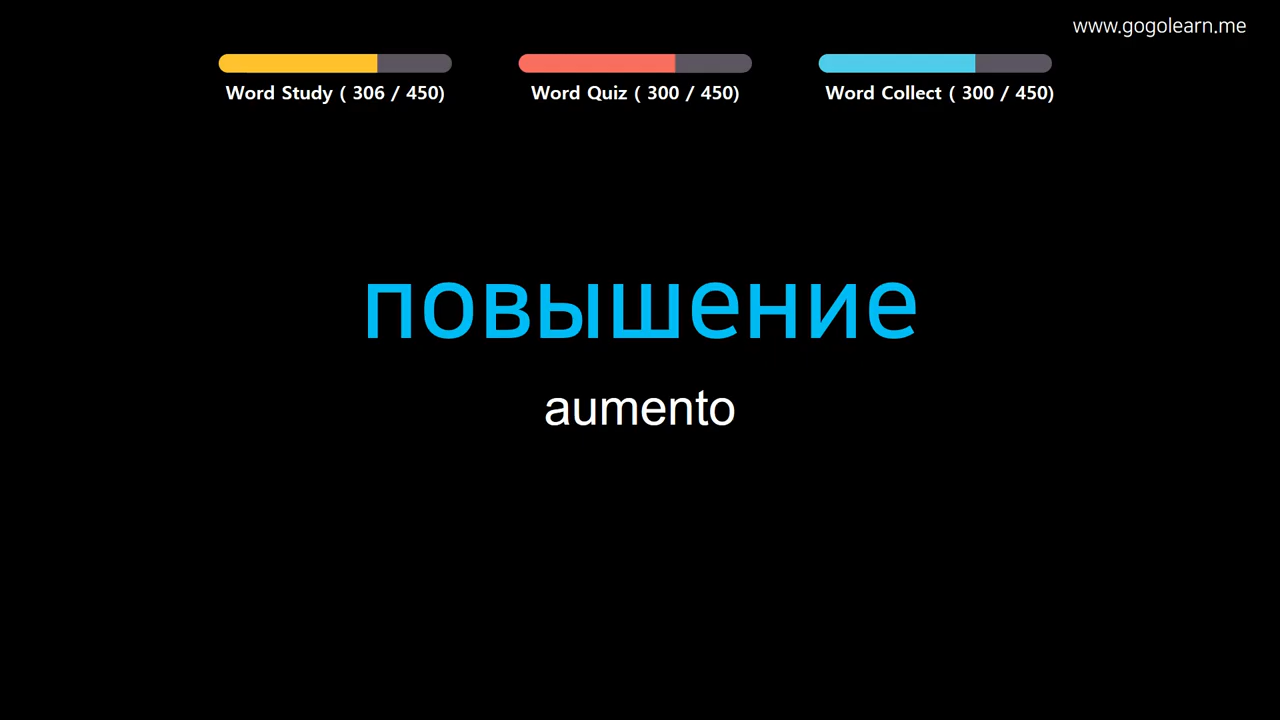 www.gogolearn.me
Word Study ( 306 / 450)
Word Quiz ( 300 / 450)
Word Collect ( 300 / 450)
повышение
aumento